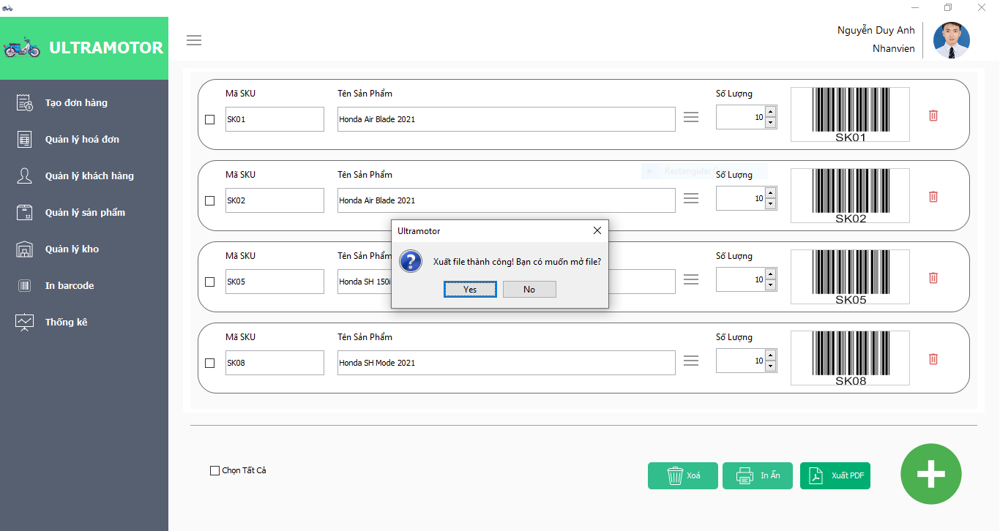 ULTRAMOTOR
Nguyễn Duy Anh
Nhanvien
Tạo đơn hàng
Quản lý hoá đơn
Quản lý khách hàng
Quản lý sản phẩm
Quản lý kho
In barcode
Thống kê
Mã SKU
Tên Sản Phẩm
Số Lượng
SK01
Honda Air Blade 2021
10
SK01
Rectangular
Mã SKU
Tên Sản Phẩm
Số Lượng
SK02
Honda Air Blade 2021
10
SK02
Mã SKU
Tên Sản Phẩm
Số Lượng
SK05
Honda SH 150i
10
SK05
Ultramotor
Xuất file thành công! Bạn có muốn mở file?
Yes
No
Mã SKU
Tên Sản Phẩm
Số Lượng
SK08
Honda SH Mode 2021
10
SK08
Chọn Tất Cả
Xoá
In Ấn
Xuất PDF